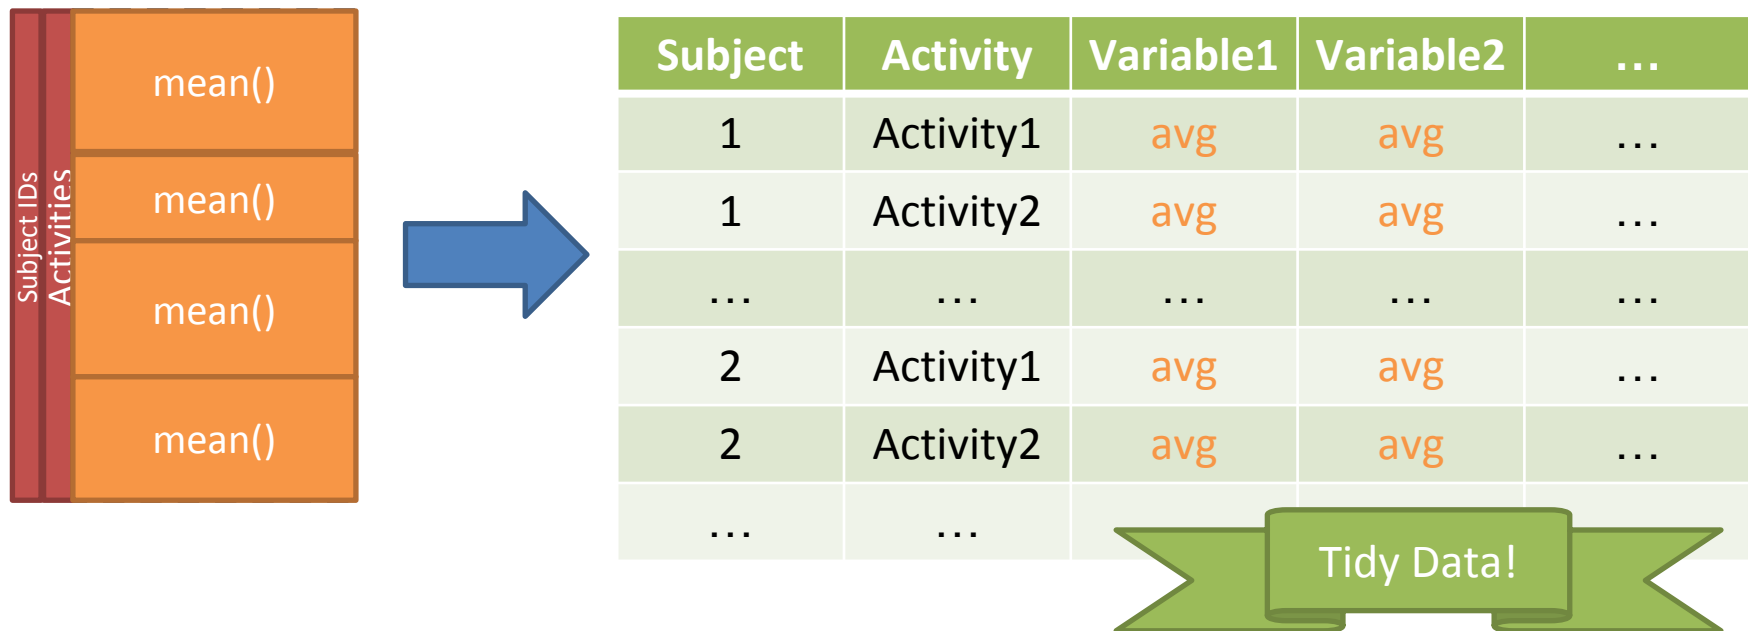 Subject IDs
Activities
mean()
mean()
mean()
mean()
Subject Activity Variable1 Variable2 ...
1 Activity1 avg avg ...
1 Activity2 avg avg ...
... ... ... ... ...
2 Activity1 avg avg ...
2 Activity2 avg avg ...
... ...
Tidy Data!